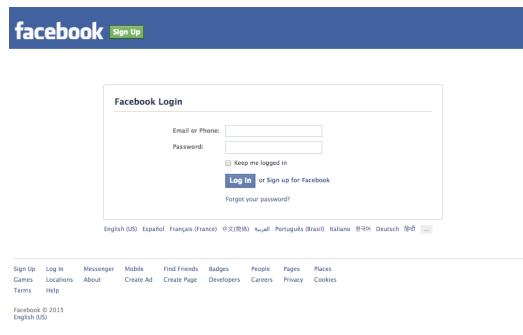 facebook Sign Up
Facebook Login
Email or Phone:
Password:
Keep me logged in
Log In or Sign up for Facebook
Forgot your password?
English (US) Español Français (France) 中文(简体) العربية Português (Brasil) Italiano 한국어 Deutsch हिन्दी ...
Sign Up Log In Messenger Mobile Find Friends Badges People Pages Places
Games Locations About Create Ad Create Page Developers Careers Privacy Cookies
Terms Help
Facebook © 2015
English (US)